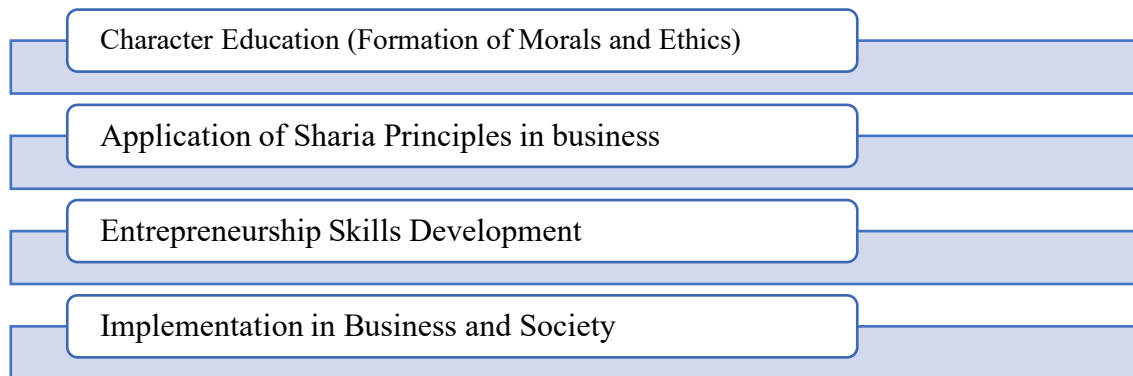 Character Education (Formation of Morals and Ethics)
Application of Sharia Principles in business
Entrepreneurship Skills Development
Implementation in Business and Society